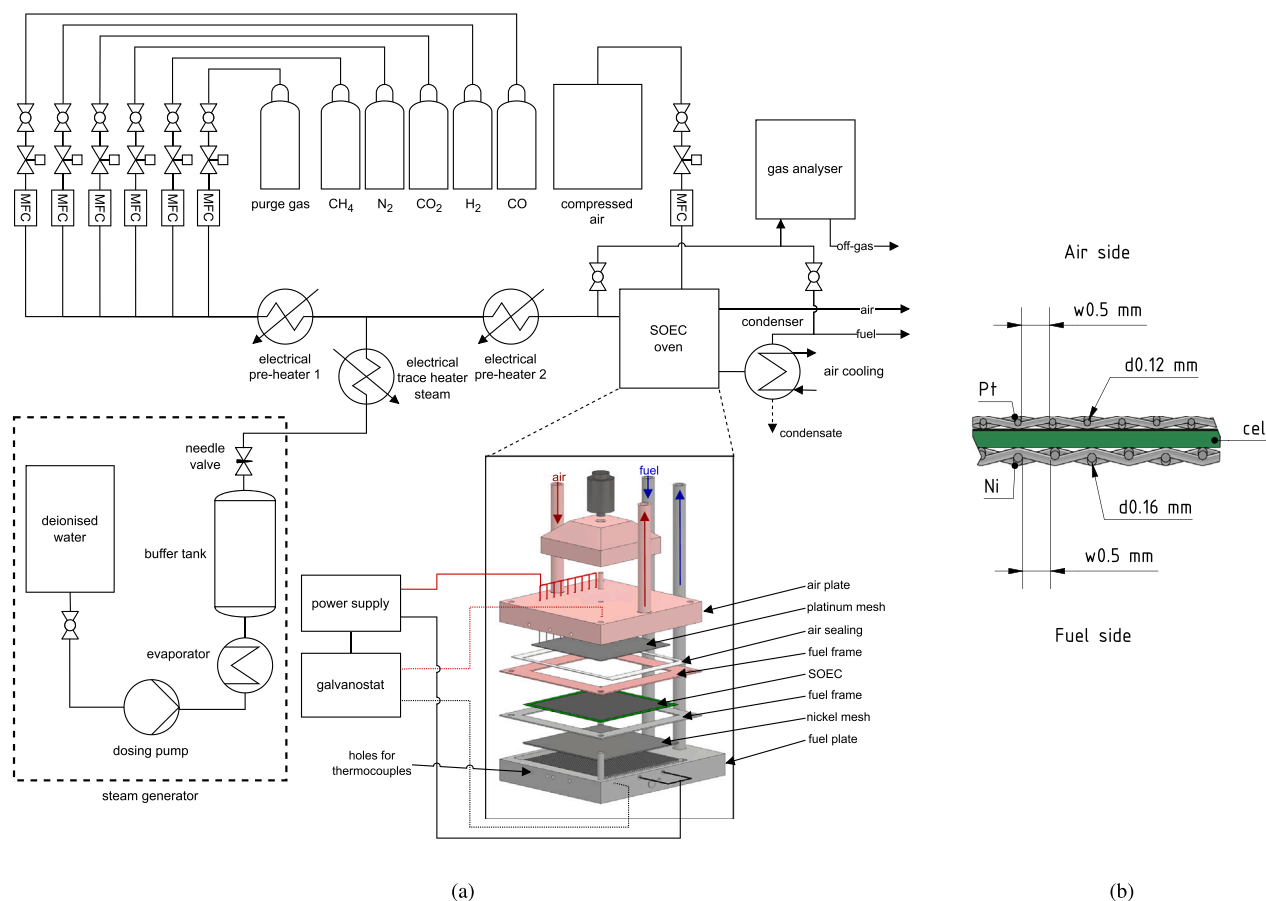 purge gas
CH4
N2
CO2
H2
CO
compressed
air
MFC
MFC
MFC
MFC
MFC
MFC
MFC
gas analyser
off-gas
electrical
pre-heater 1
electrical
trace heater
steam
electrical
pre-heater 2
SOEC
oven
condenser
air
fuel
air cooling
condensate
needle
valve
deionised
water
buffer tank
evaporator
dosing pump
steam generator
power supply
galvanostat
holes for
thermocouples
air
fuel
air plate
platinum mesh
air sealing
fuel frame
SOEC
fuel frame
nickel mesh
fuel plate
(a)
Air side
w0.5 mm
d0.12 mm
Pt
cel
Ni
d0.16 mm
w0.5 mm
Fuel side
(b)